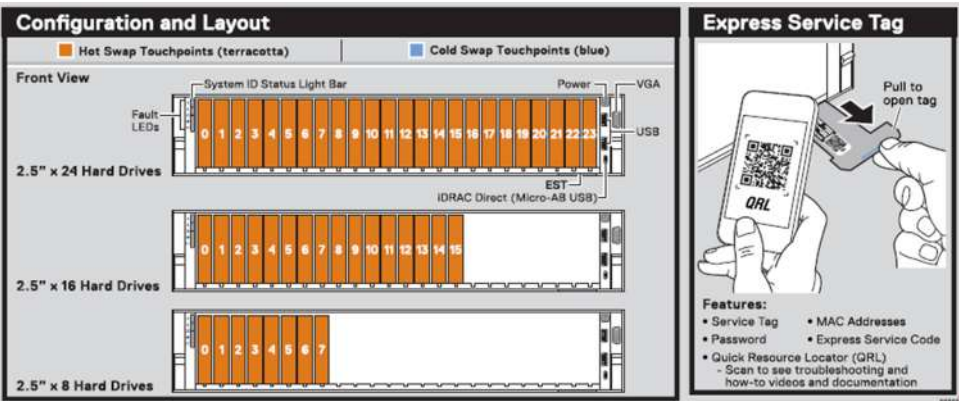 Configuration and Layout
Hot Swap Touchpoints (terracotta)
Cold Swap Touchpoints (blue)
Front View
System ID Status Light Bar
Power
VGA
Fault
LEDs
0 1 2 3 4 5 6 7 8 9 10 11 12 13 14 15 16 17 18 19 20 21 22 23
USB
2.5" x 24 Hard Drives
EST
iDRAC Direct (Micro-AB USB)
0 1 2 3 4 5 6 7 8 9 10 11 12 13 14 15
2.5" x 16 Hard Drives
0 1 2 3 4 5 6 7
2.5" x 8 Hard Drives
Express Service Tag
Pull to
open tag
QRL
Features:
• Service Tag
• MAC Addresses
• Password
• Express Service Code
• Quick Resource Locator (QRL)
- Scan to see troubleshooting and
how-to videos and documentation